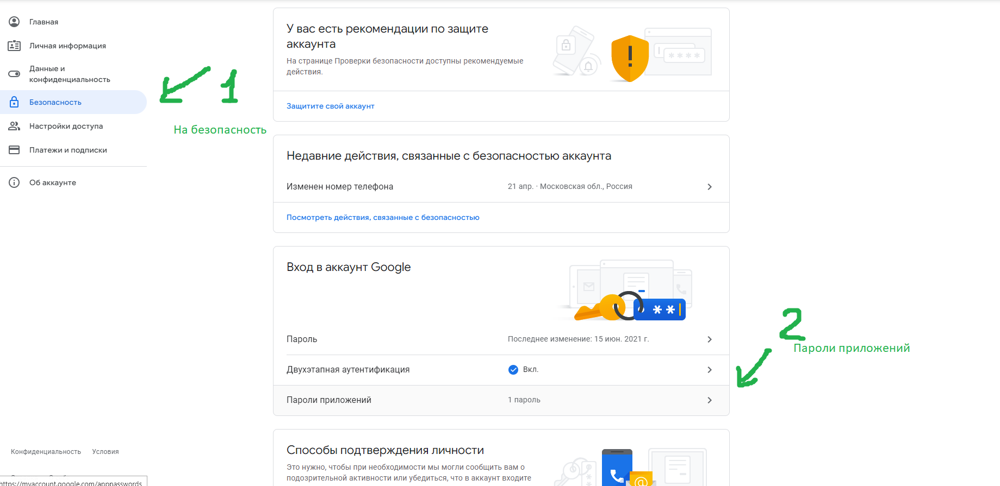 Главная
Личная информация
Данные и
конфиденциальность
Безопасность
Настройки доступа
Платежи и подписки
Об аккаунте
1
На безопасность
У вас есть рекомендации по защите
аккаунта
На странице Проверки безопасности доступны рекомендуемые
действия.
Защитите свой аккаунт
Недавние действия, связанные с безопасностью аккаунта
Изменен номер телефона 21 апр. · Московская обл., Россия
Посмотреть действия, связанные с безопасностью
Вход в аккаунт Google
Пароль Последнее изменение: 15 июн. 2021 г.
Двухэтапная аутентификация Вкл.
Пароли приложений 1 пароль
2
Пароли приложений
Способы подтверждения личности
Это нужно, чтобы при необходимости мы могли сообщить вам о
подозрительной активности или убедиться, что в аккаунт входите
Конфиденциальность Условия
https://myaccount.google.com/apppasswords